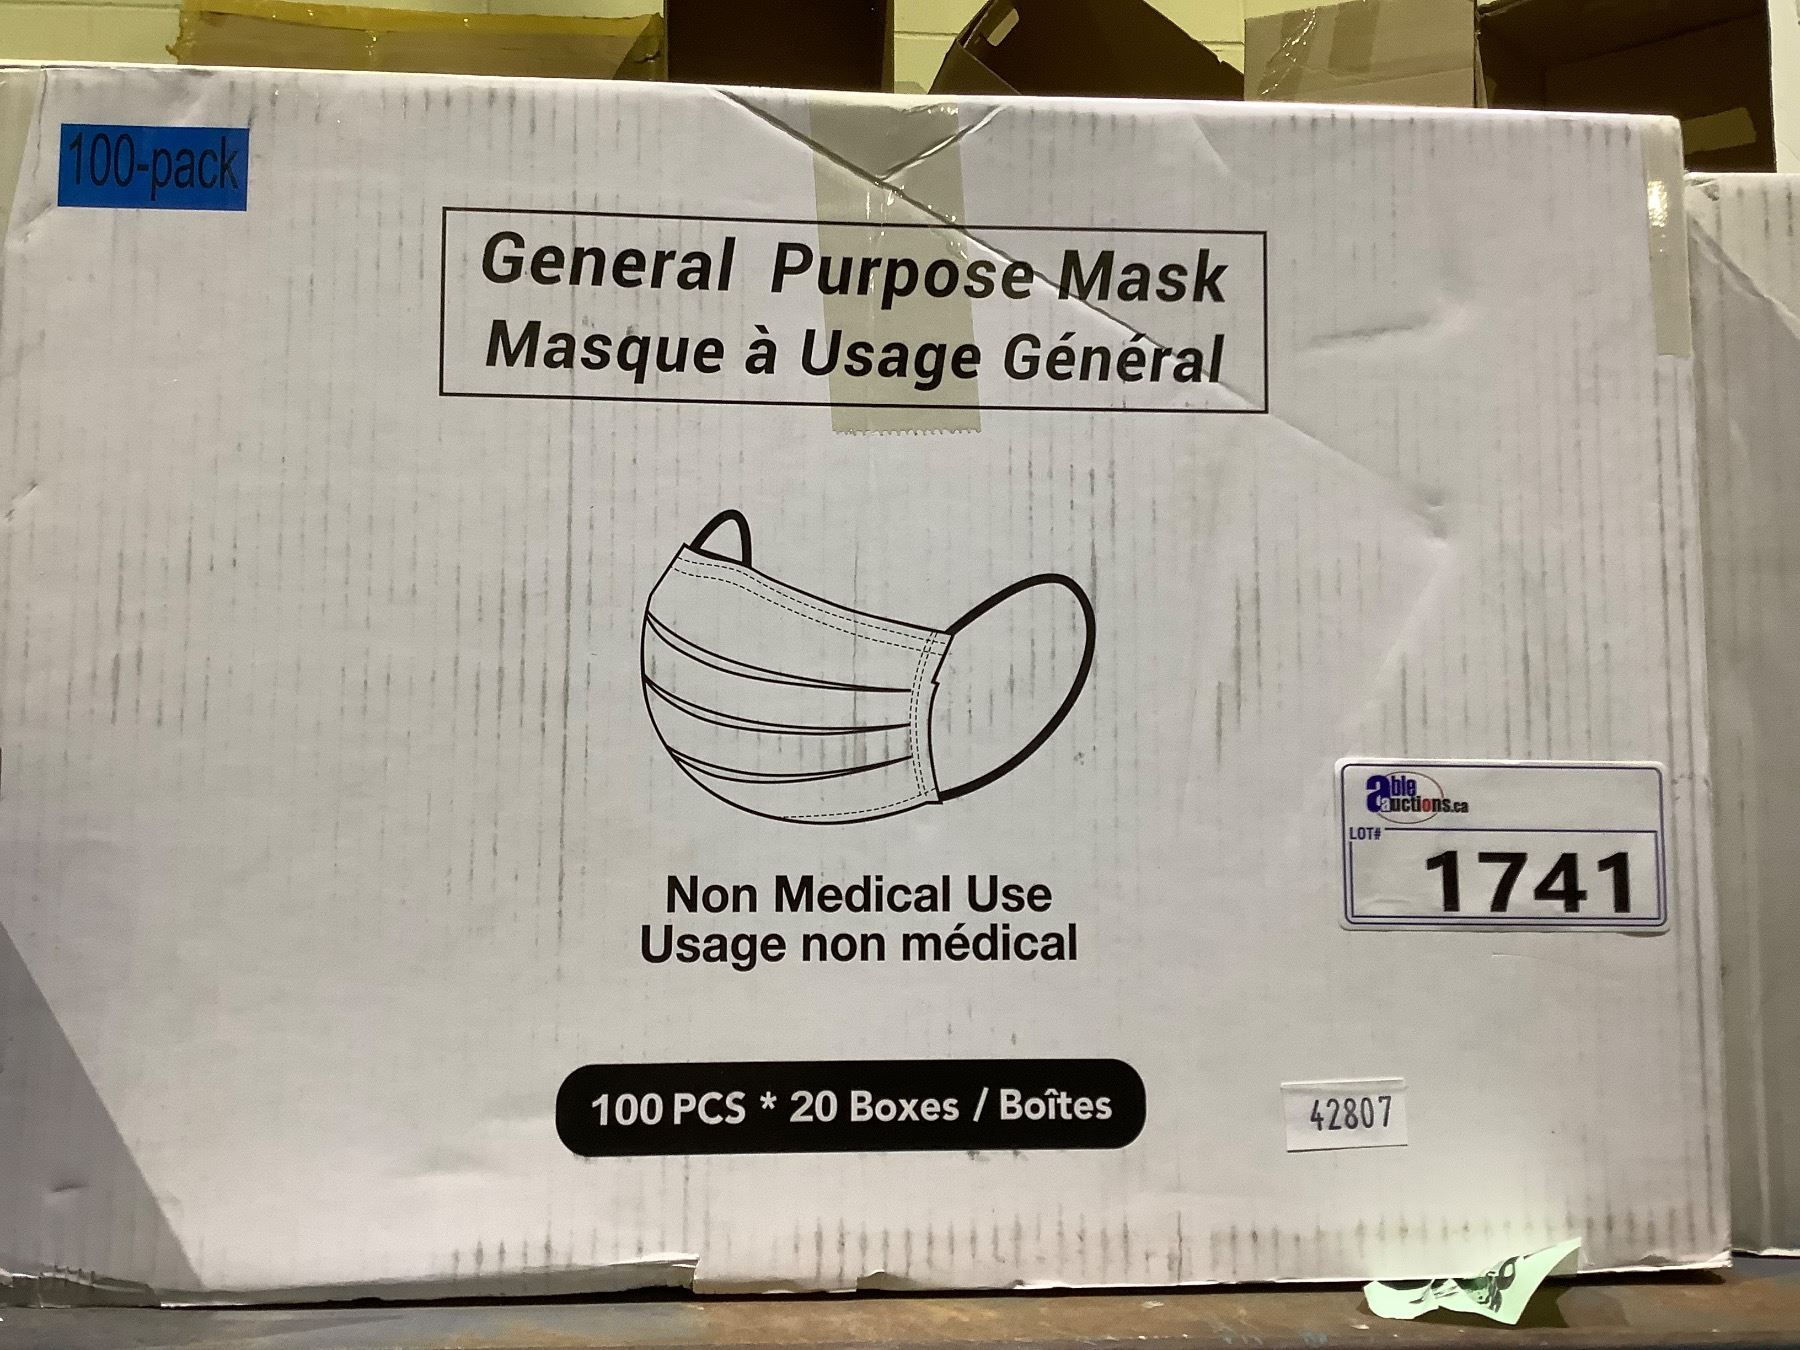 100-pack
General Purpose Mask
Masque à Usage Général
able
auctions.ca
LOT#
1741
Non Medical Use
Usage non médical
100 PCS * 20 Boxes / Boîtes
42807